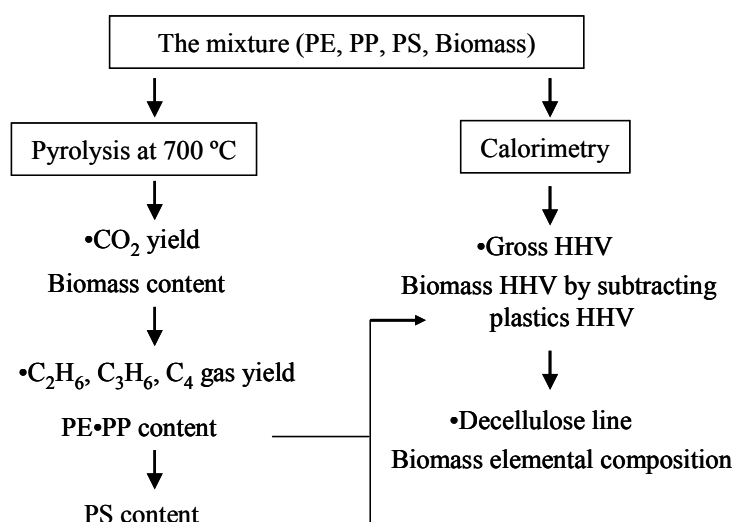 The mixture (PE, PP, PS, Biomass)
Pyrolysis at 700 ºC
•CO₂ yield
Biomass content
•C₂H₆, C₃H₆, C₄ gas yield
PE•PP content
PS content
Calorimetry
•Gross HHV
Biomass HHV by subtracting
plastics HHV
•Decellulose line
Biomass elemental composition